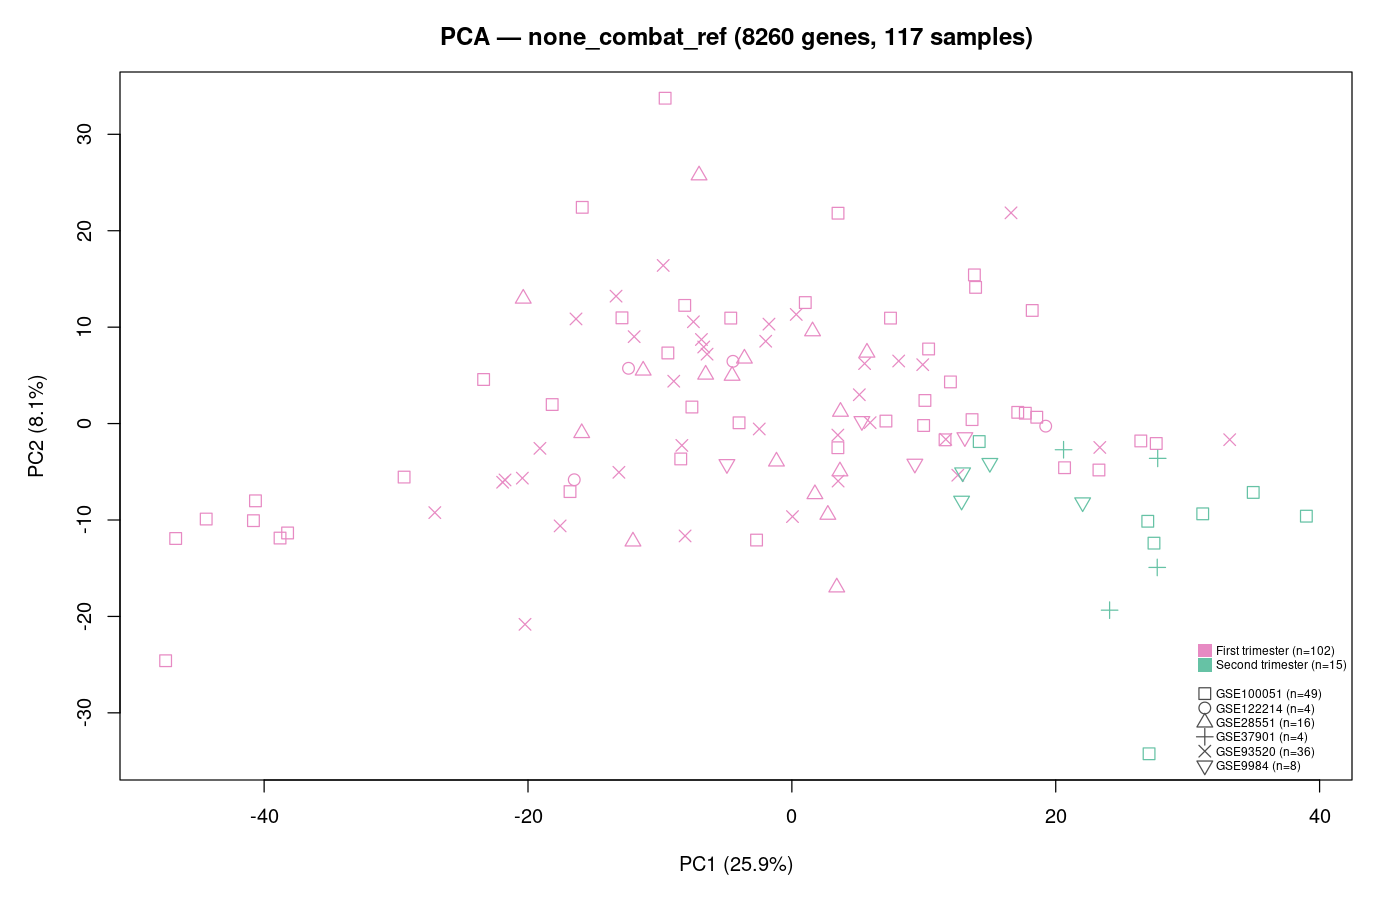 PCA — none_combat_ref (8260 genes, 117 samples)
30
20
10
0
-10
-20
-30
PC2 (8.1%)
First trimester (n=102)
Second trimester (n=15)
GSE100051 (n=49)
GSE122214 (n=4)
GSE28551 (n=16)
GSE37901 (n=4)
GSE93520 (n=36)
GSE9984 (n=8)
-40 -20 0 20 40
PC1 (25.9%)